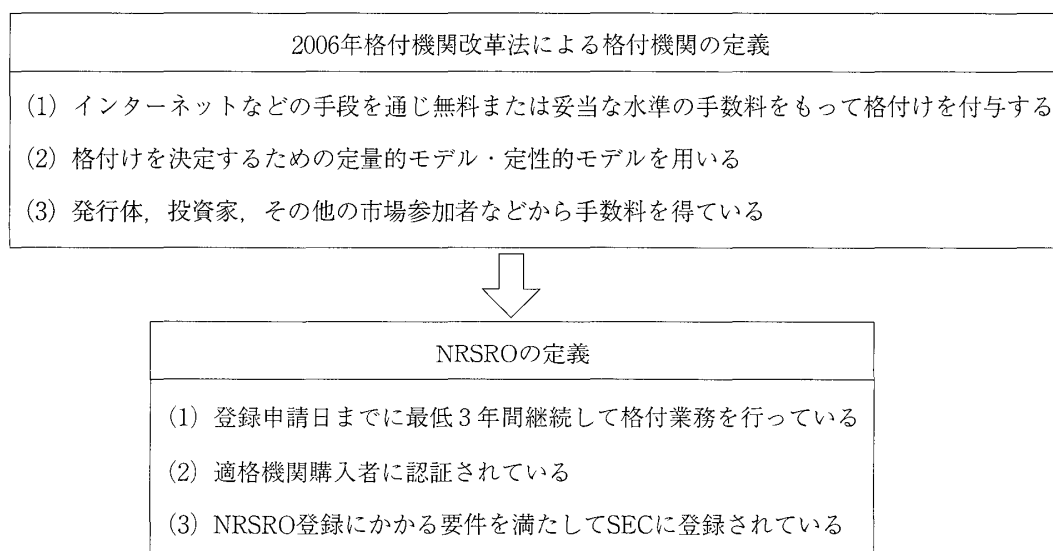 2006年格付機関改革法による格付機関の定義
(1) インターネットなどの手段を通じ無料または妥当な水準の手数料をもって格付けを付与する
(2) 格付けを決定するための定量的モデル・定性的モデルを用いる
(3) 発行体，投資家，その他の市場参加者などから手数料を得ている
NRSROの定義
(1) 登録申請日までに最低３年間継続して格付業務を行っている
(2) 適格機関購入者に認証されている
(3) NRSRO登録にかかる要件を満たしてSECに登録されている